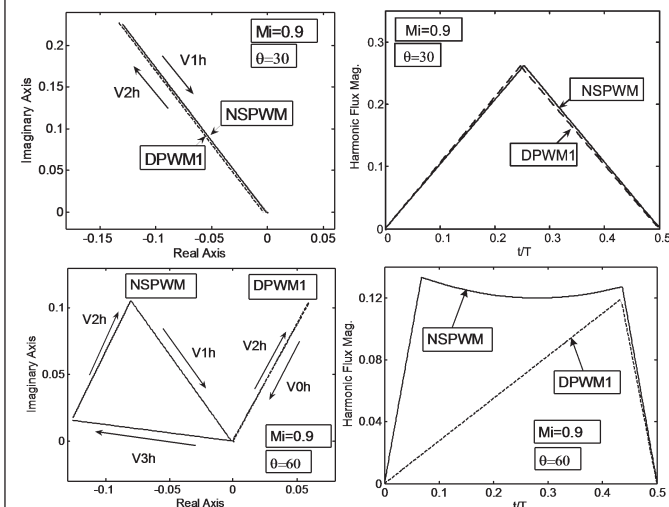 0.2
0.15
0.1
0.05
0
-0.15
-0.1
-0.05
0
0.05
Imaginary Axis
Real Axis
Mi=0.9
θ=30
V1h
V2h
NSPWM
DPWM1
0.3
0.2
0.1
0
0
0.1
0.2
0.3
0.4
0.5
Harmonic Flux Mag.
t/T
Mi=0.9
θ=30
NSPWM
DPWM1
0.1
0.05
0
-0.1
-0.05
0
0.05
Imaginary Axis
Real Axis
NSPWM
DPWM1
V2h
V1h
V2h
V0h
V3h
Mi=0.9
θ=60
0.12
0.08
0.04
0
0
0.1
0.2
0.3
0.4
0.5
Harmonic Flux Mag.
t/T
NSPWM
DPWM1
Mi=0.9
θ=60